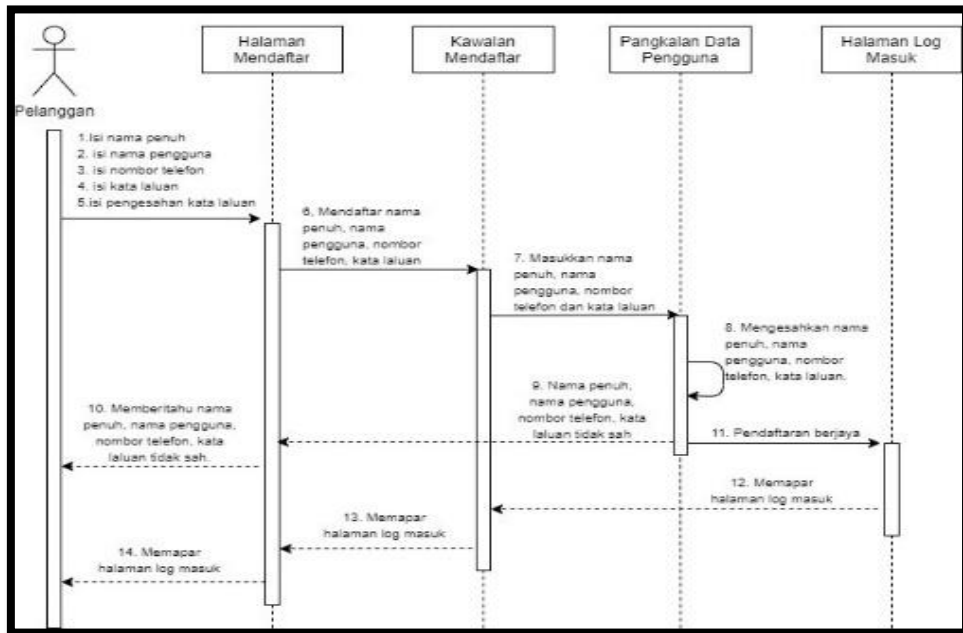 Pelanggan
Halaman
Mendaftar
Kawalan
Mendaftar
Pangkalan Data
Pengguna
Halaman Log
Masuk
1.Isi nama penuh
2. isi nama pengguna
3. isi nombor telefon
4. isi kata laluan
5.isi pengesahan kata laluan
6, Mendaftar nama
penuh, nama
pengguna, nombor
telefon, kata laluan
7. Masukkan nama
penuh, nama
pengguna, nombor
telefon dan kata laluan
8. Mengesahkan nama
penuh, nama
pengguna, nombor
telefon, kata laluan.
9. Nama penuh,
nama pengguna,
nombor telefon, kata
laluan tidak sah
10. Memberitahu nama
penuh, nama pengguna,
nombor telefon, kata
laluan tidak sah.
11. Pendaftaran berjaya
12. Memapar
halaman log masuk
13. Memapar
halaman log masuk
14. Memapar
halaman log masuk